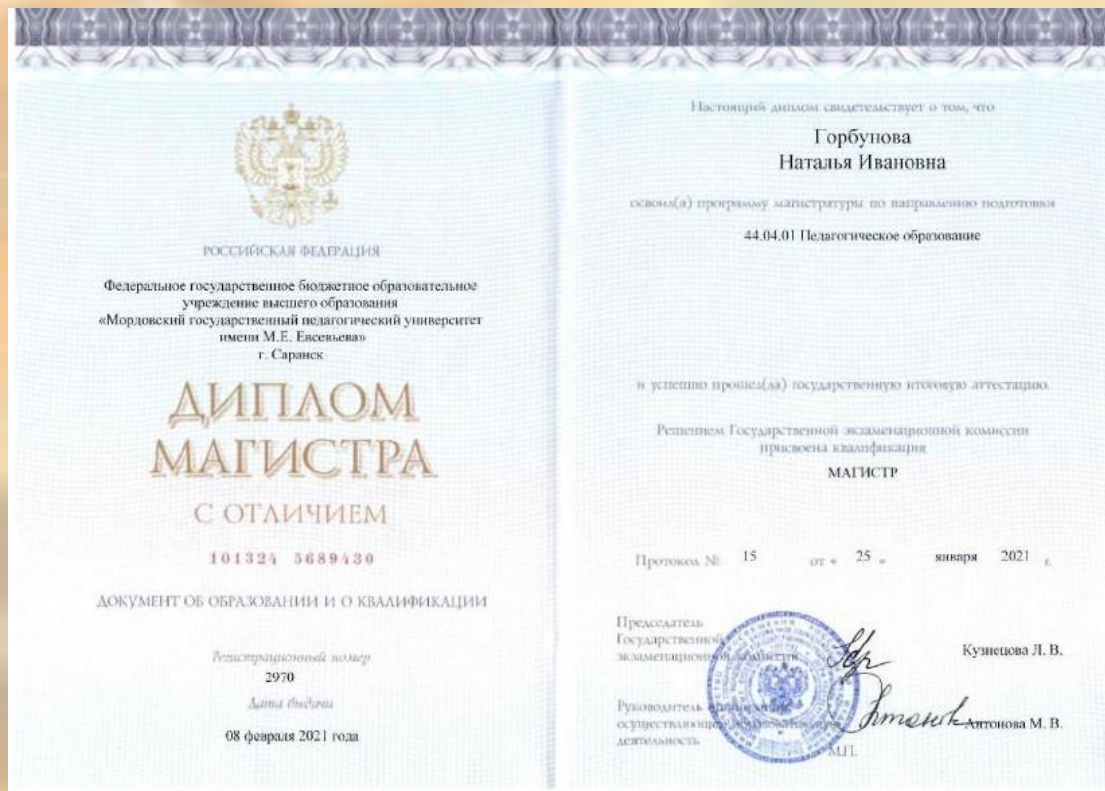 РОССИЙСКАЯ ФЕДЕРАЦИЯ
Федеральное государственное бюджетное образовательное
учреждение высшего образования
«Мордовский государственный педагогический университет
имени М.Е. Евсевьева»
г. Саранск
ДИПЛОМ
МАГИСТРА
С ОТЛИЧИЕМ
101324 5689430
ДОКУМЕНТ ОБ ОБРАЗОВАНИИ И О КВАЛИФИКАЦИИ
Регистрационный номер
2970
Дата выдачи
08 февраля 2021 года
Настоящий диплом свидетельствует о том, что
Горбунова
Наталья Ивановна
освоил(а) программу магистратуры по направлению подготовки
44.04.01 Педагогическое образование
и успешно прошел(ла) государственную итоговую аттестацию.
Решением Государственной экзаменационной комиссии
присвоена квалификация
МАГИСТР
Протокол № 15 от « 25 » января 2021 г.
Председатель
Государственной
экзаменационной комиссии
Кузнецова Л. В.
Руководитель организации,
осуществляющей образовательную
деятельность
Антонова М. В.
М.П.